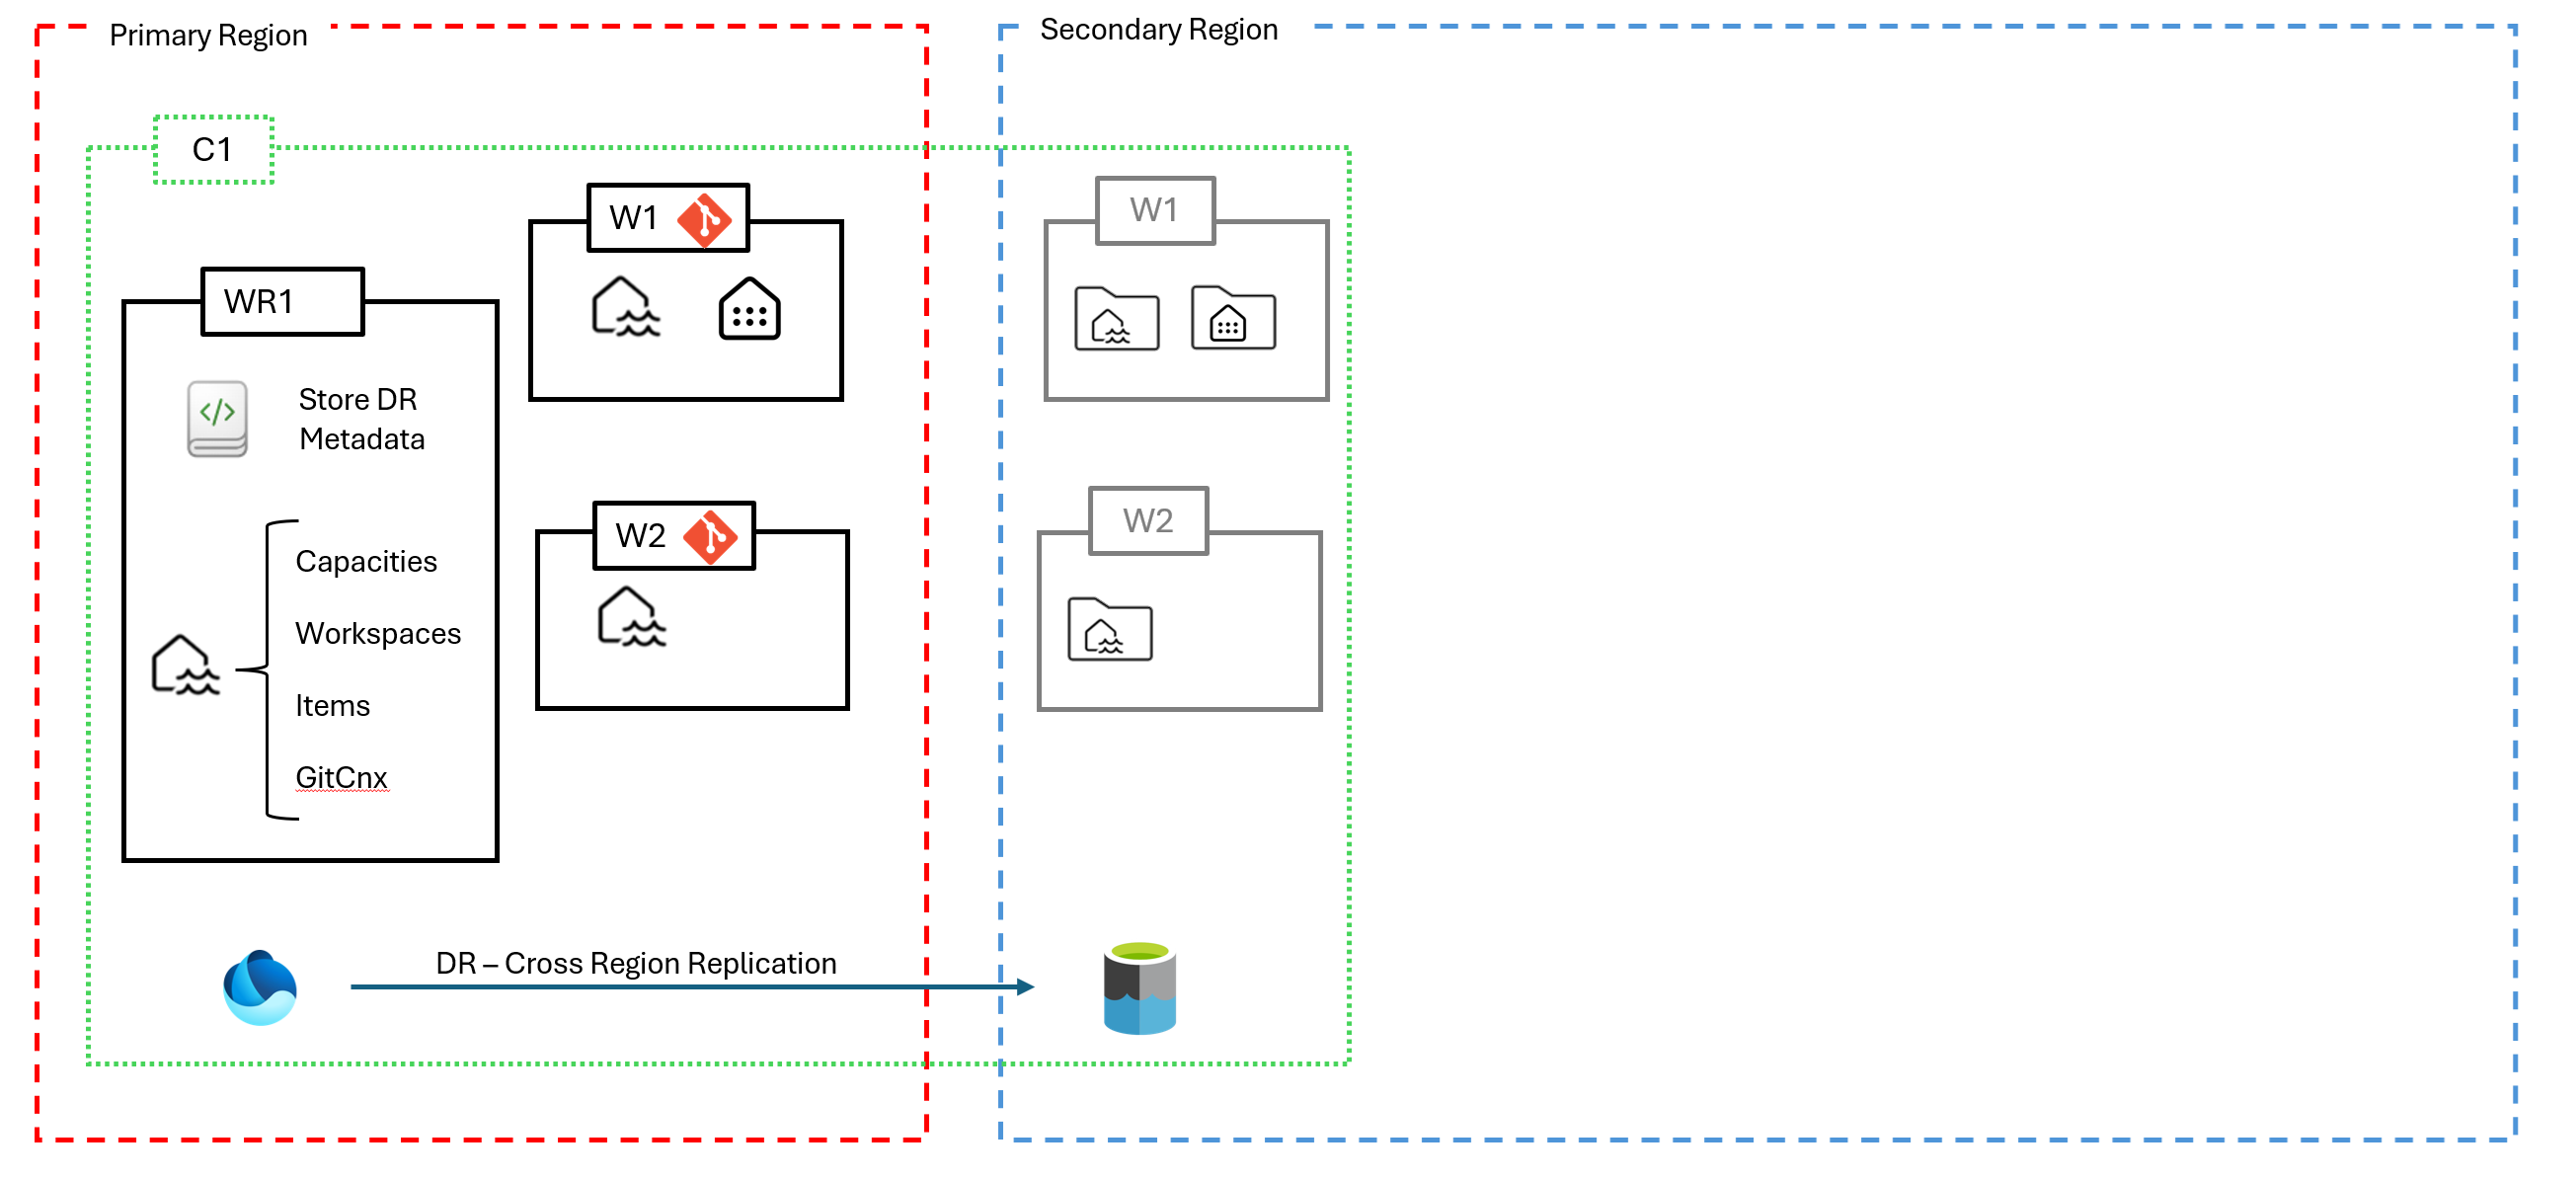 Primary Region
Secondary Region
C1
W1
W1
WR1
Store DR
Metadata
W2
W2
Capacities
Workspaces
Items
GitCnx
DR – Cross Region Replication